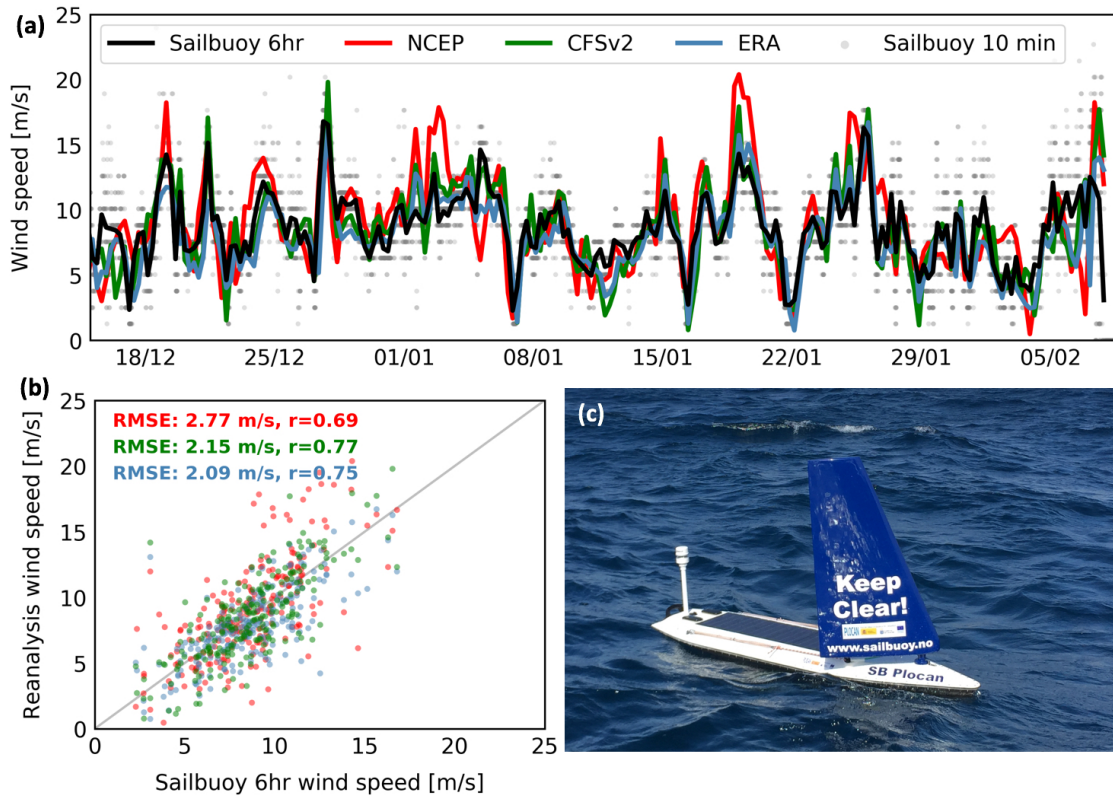 (a)
25
20
15
10
5
0
Wind speed [m/s]
Sailbuoy 6hr NCEP CFSv2 ERA Sailbuoy 10 min
18/12 25/12 01/01 08/01 15/01 22/01 29/01 05/02
(b)
25
20
15
10
5
0
Reanalysis wind speed [m/s]
RMSE: 2.77 m/s, r=0.69
RMSE: 2.15 m/s, r=0.77
RMSE: 2.09 m/s, r=0.75
0 5 10 15 20 25
Sailbuoy 6hr wind speed [m/s]
(c)
Keep
Clear!
PLOCAN
www.sailbuoy.no
SB Plocan